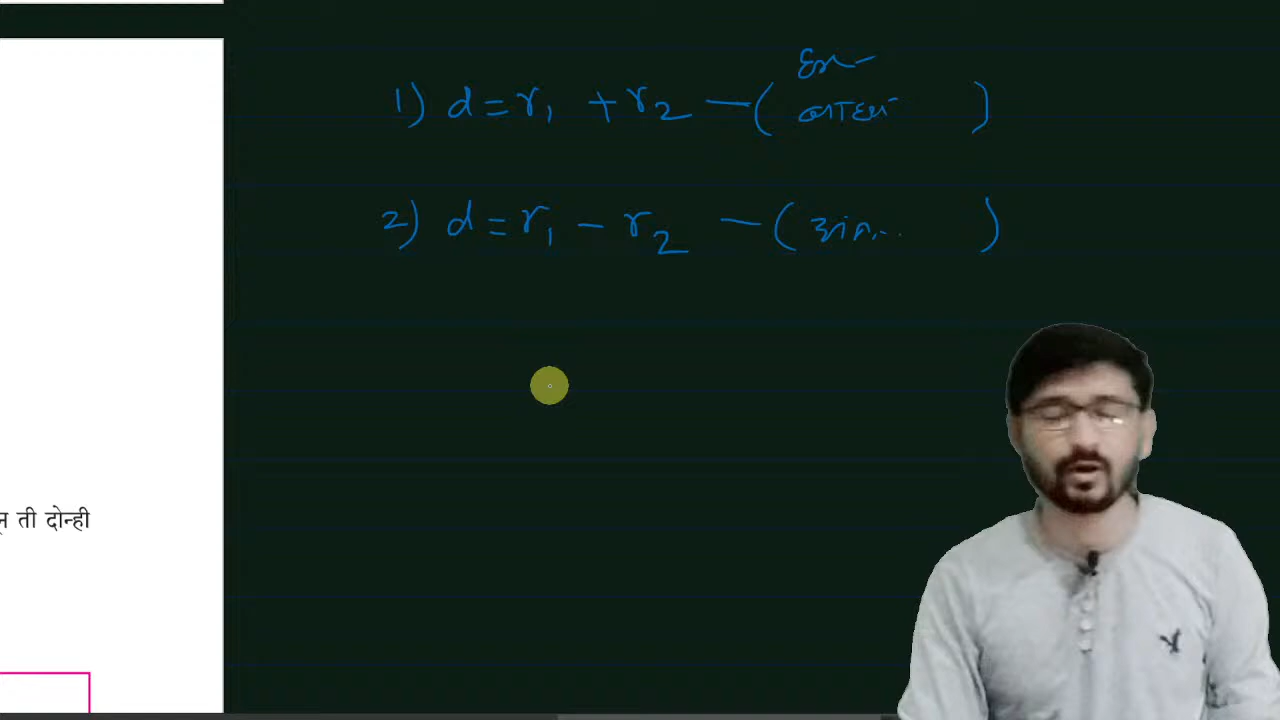 1) d = r₁ + r₂ — ( बाह्य )
2) d = r₁ - r₂ — ( )
ती दोन्ही